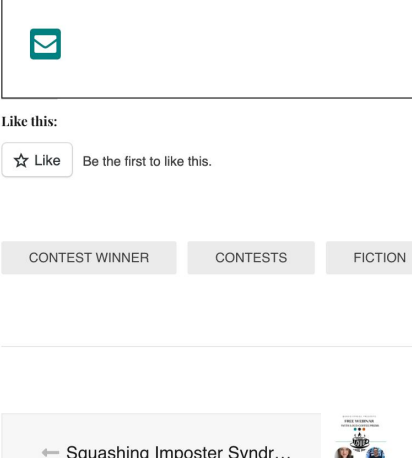 Like this:
Like
Be the first to like this.
CONTEST WINNER
CONTESTS
FICTION
← Squashing Imposter Syndr...
FREE WEBINAR